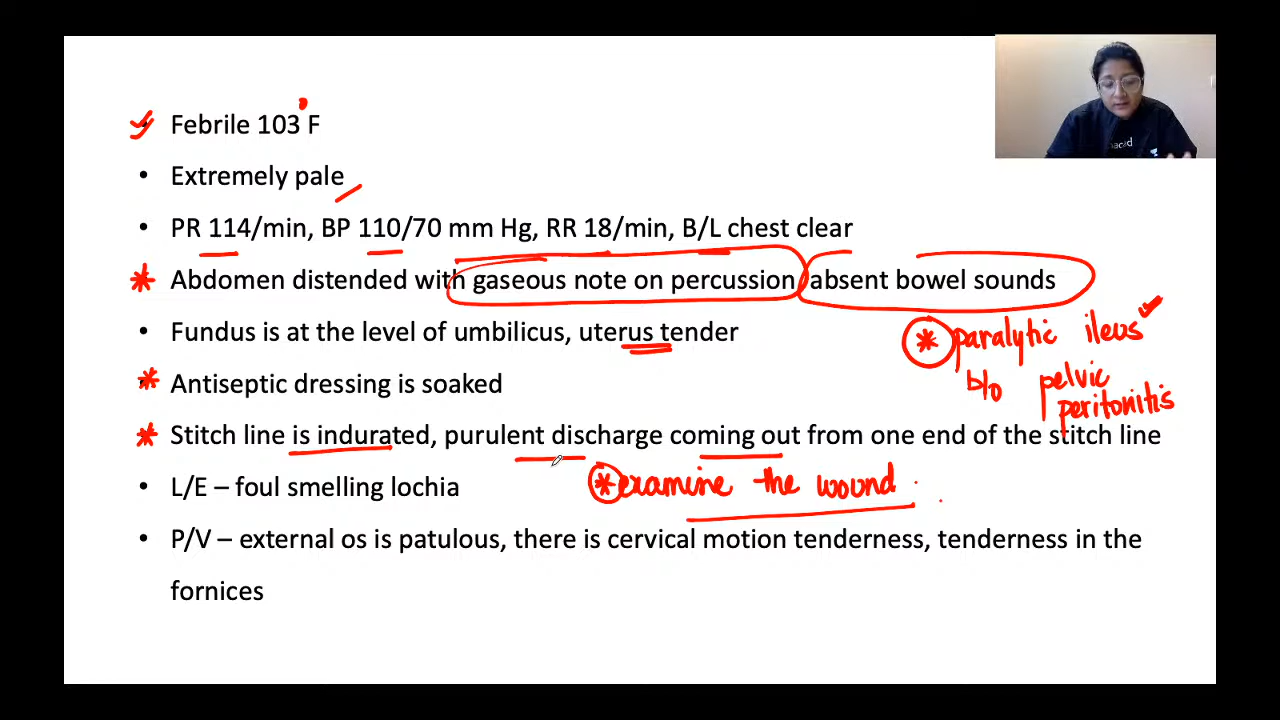 Febrile 103°F
• Extremely pale
• PR 114/min, BP 110/70 mm Hg, RR 18/min, B/L chest clear
* Abdomen distended with gaseous note on percussion, absent bowel sounds
• Fundus is at the level of umbilicus, uterus tender
* paralytic ileus
b/o pelvic
peritonitis
* Antiseptic dressing is soaked
* Stitch line is indurated, purulent discharge coming out from one end of the stitch line
• L/E – foul smelling lochia
* examine the wound
• P/V – external os is patulous, there is cervical motion tenderness, tenderness in the
fornices